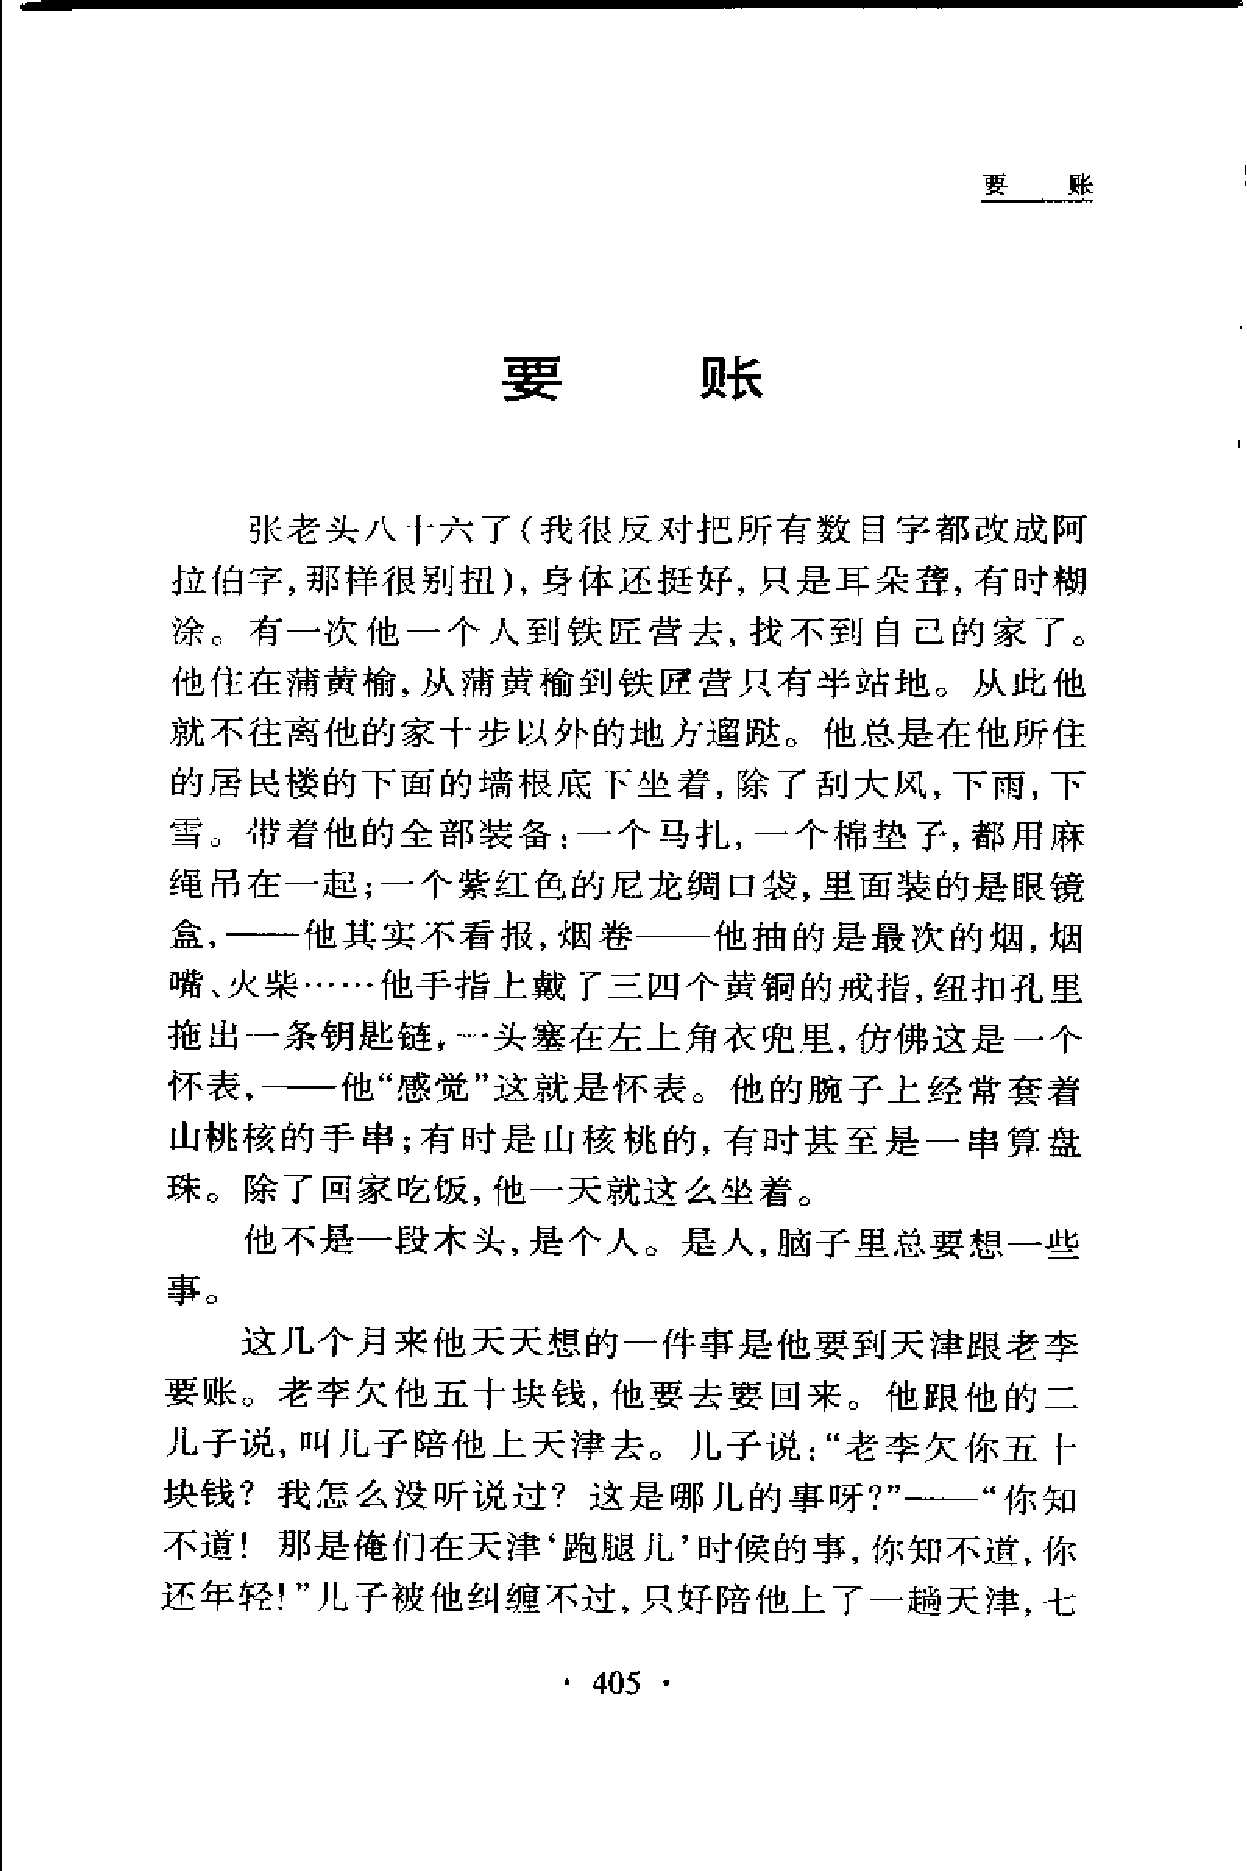 要 账
要 账
张老头八十六了(我很反对把所有数目字都改成阿
拉伯字,那样很别扭),身体还挺好,只是耳朵聋,有时糊
涂。有一次他一个人到铁匠营去,找不到自己的家了。
他住在蒲黄榆,从蒲黄榆到铁匠营只有半站地。从此他
就不往离他的家十步以外的地方遛跶。他总是在他所住
的居民楼的下面的墙根底下坐着,除了刮大风,下雨,下
雪。带着他的全部装备:一个马扎,一个棉垫子,都用麻
绳吊在一起;一个紫红色的尼龙绸口袋,里面装的是眼镜
盒,——他其实不看报,烟卷——他抽的是最次的烟,烟
嘴、火柴……他手指上戴了三四个黄铜的戒指,纽扣孔里
拖出一条钥匙链,一头塞在左上角衣兜里,仿佛这是一个
怀表,——他“感觉”这就是怀表。他的腕子上经常套着
山桃核的手串;有时是山核桃的,有时甚至是一串算盘
珠。除了回家吃饭,他一天就这么坐着。
他不是一段木头,是个人。是人,脑子里总要想一些
事。
这几个月来他天天想的一件事是他要到天津跟老李
要账。老李欠他五十块钱,他要去要回来。他跟他的二
儿子说,叫儿子陪他上天津去。儿子说:“老李欠你五十
块钱?我怎么没听说过?这是哪儿的事呀?”——“你知
不道!那是俺们在天津‘跑腿儿’时候的事,你知不道,你
还年轻!”儿子被他纠缠不过,只好陪他上了一趟天津,七
· 405 ·